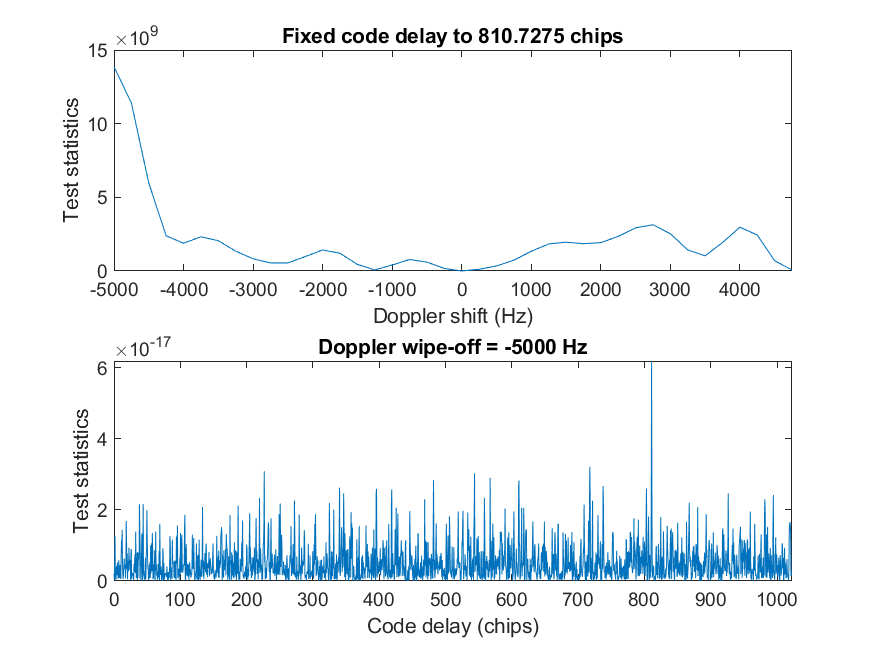 Fixed code delay to 810.7275 chips
×10^9
15
10
5
0
Test statistics
-5000 -4000 -3000 -2000 -1000 0 1000 2000 3000 4000
Doppler shift (Hz)
Doppler wipe-off = -5000 Hz
×10^-17
6
4
2
0
Test statistics
0 100 200 300 400 500 600 700 800 900 1000
Code delay (chips)